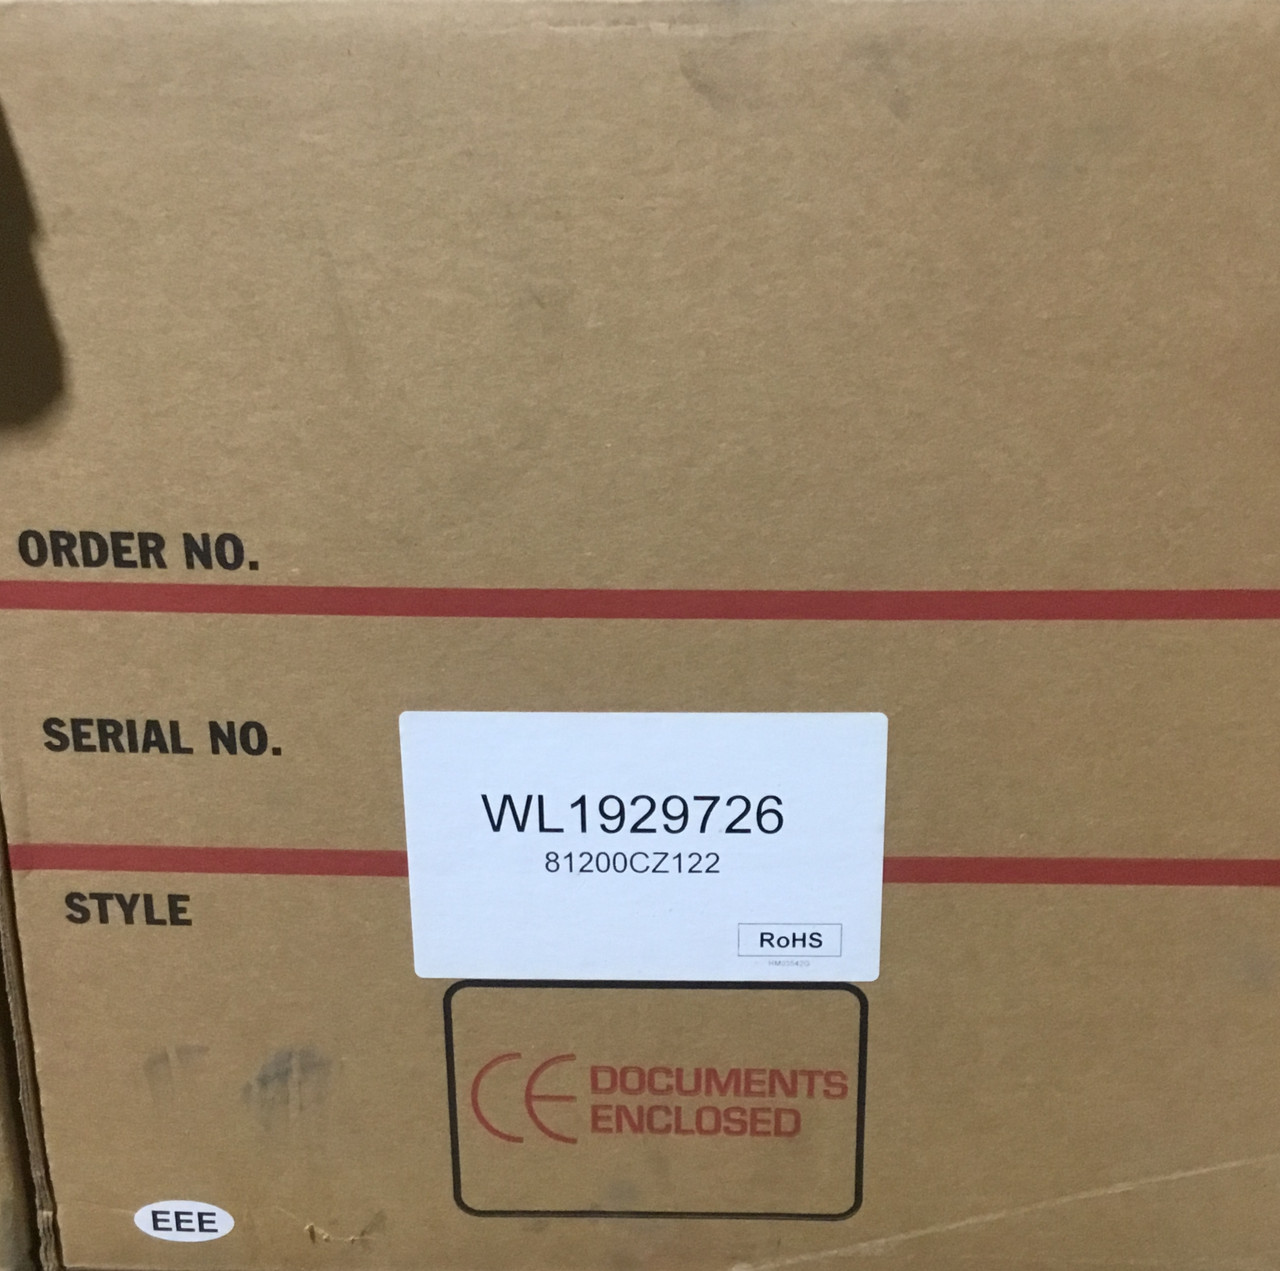 ORDER NO.
SERIAL NO.
WL1929726
81200CZ122
STYLE
RoHS
CE DOCUMENTS
ENCLOSED
EEE